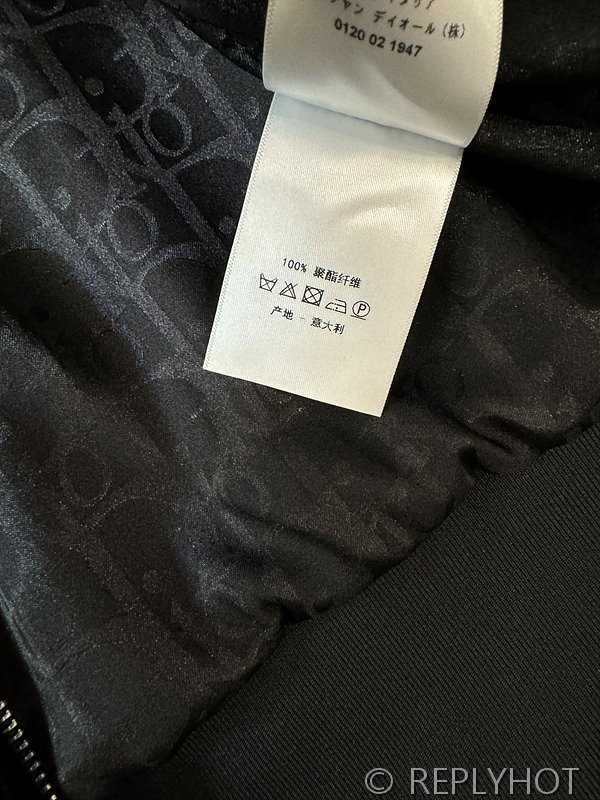 ャン ディオール（株）
0120 02 1947
100% 聚酯纤维
P
产地 - 意大利
Dior
© REPLYHOT